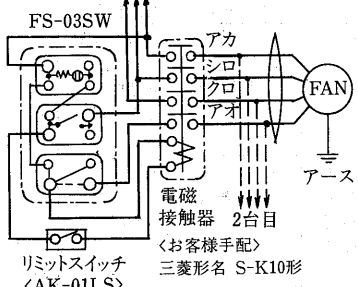 FS-03SW
アカ
シロ
クロ
アオ
FAN
アース
電磁
接触器
2台目
〈お客様手配〉
三菱形名 S-K10形
リミットスイッチ
〈AK-01LS〉